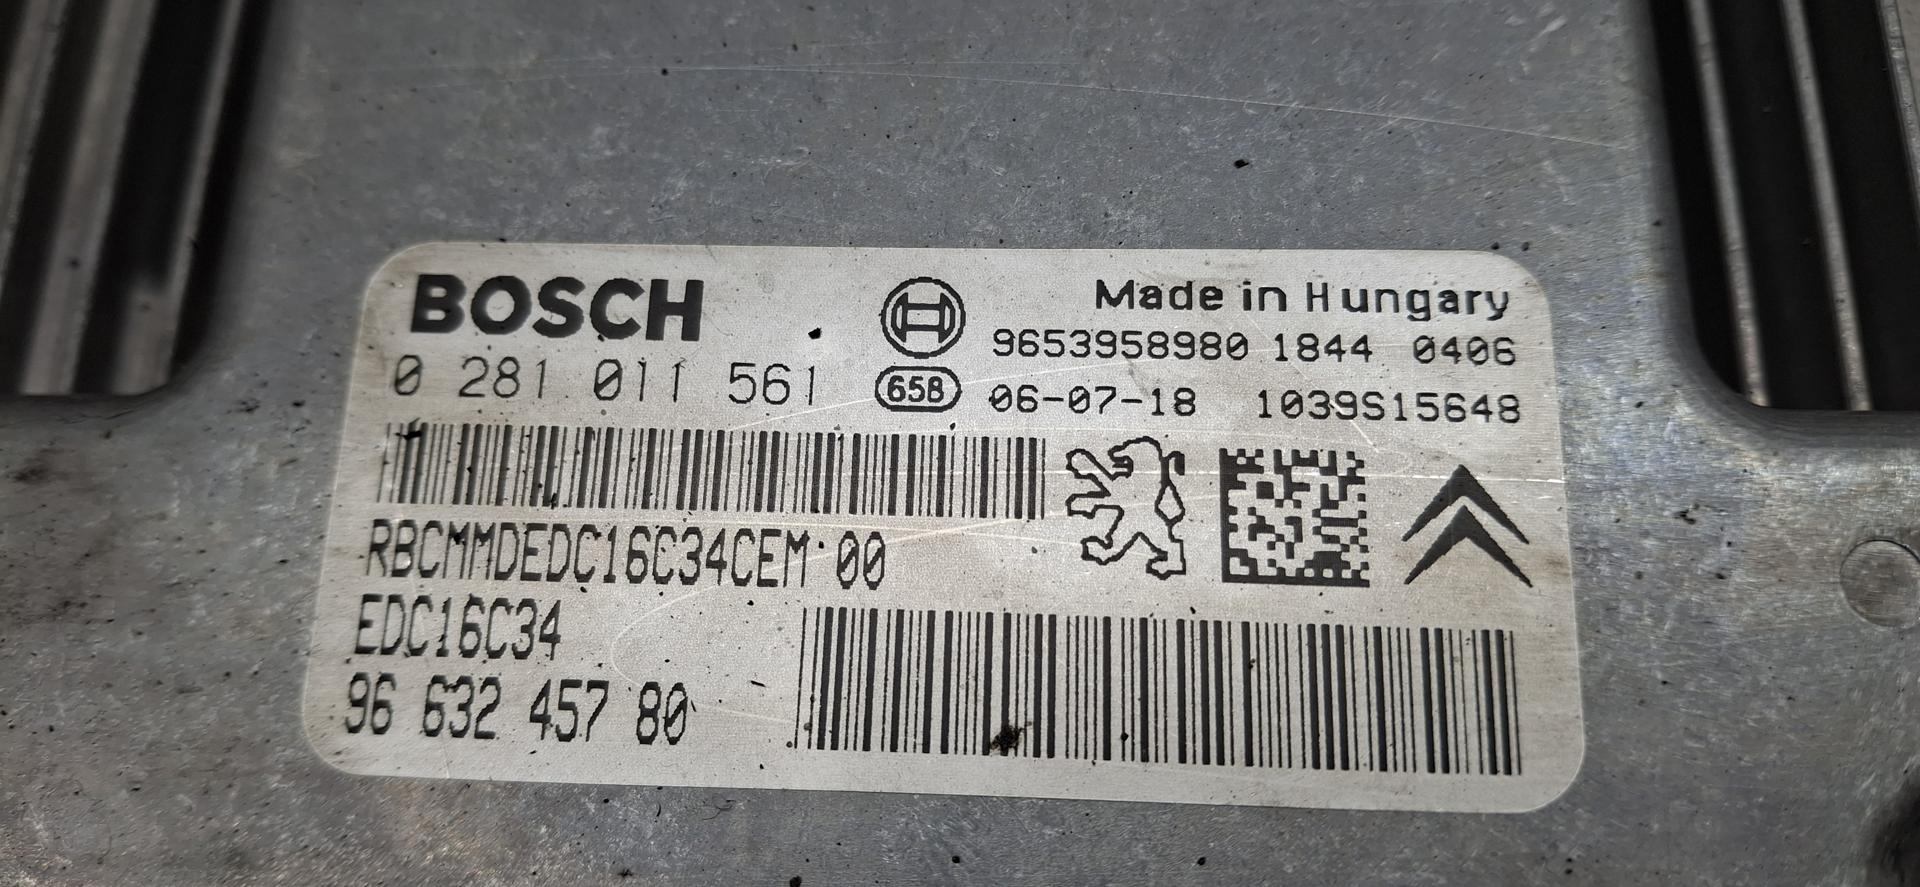 BOSCH
Made in Hungary
9653958980 1844 0406
0 281 011 561
658
06-07-18 1039S15648
RBCMMDEDC16C34CEM 00
EDC16C34
96 632 457 80